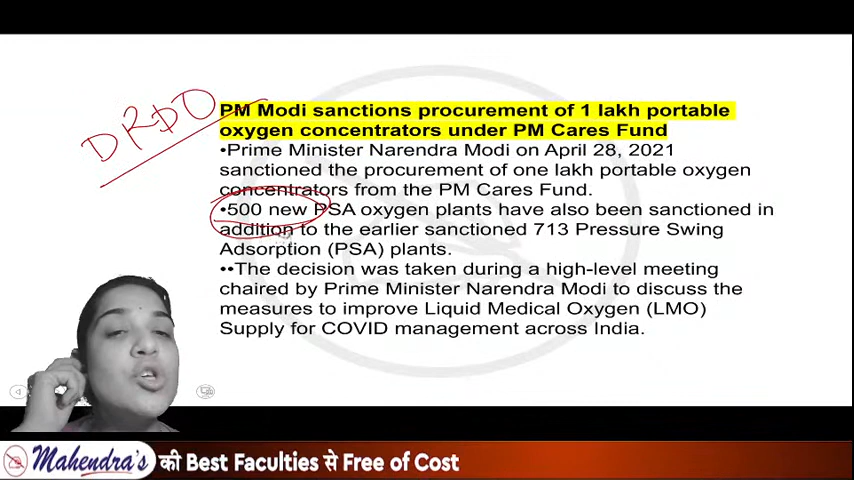 DRDO
PM Modi sanctions procurement of 1 lakh portable
oxygen concentrators under PM Cares Fund
•Prime Minister Narendra Modi on April 28, 2021
sanctioned the procurement of one lakh portable oxygen
concentrators from the PM Cares Fund.
•500 new PSA oxygen plants have also been sanctioned in
addition to the earlier sanctioned 713 Pressure Swing
Adsorption (PSA) plants.
••The decision was taken during a high-level meeting
chaired by Prime Minister Narendra Modi to discuss the
measures to improve Liquid Medical Oxygen (LMO)
Supply for COVID management across India.
Mahendra's की Best Faculties से Free of Cost